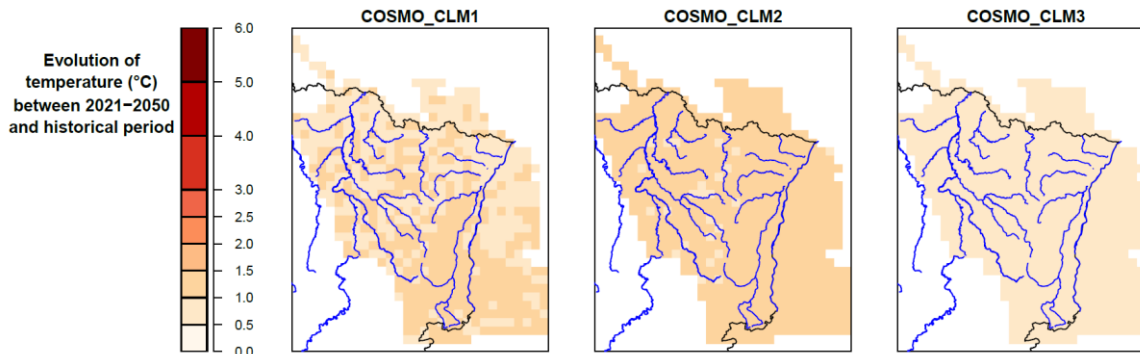 COSMO_CLM1
COSMO_CLM2
COSMO_CLM3
Evolution of
temperature (°C)
between 2021−2050
and historical period
6.0
5.0
4.0
3.0
2.5
2.0
1.5
1.0
0.5
0.0